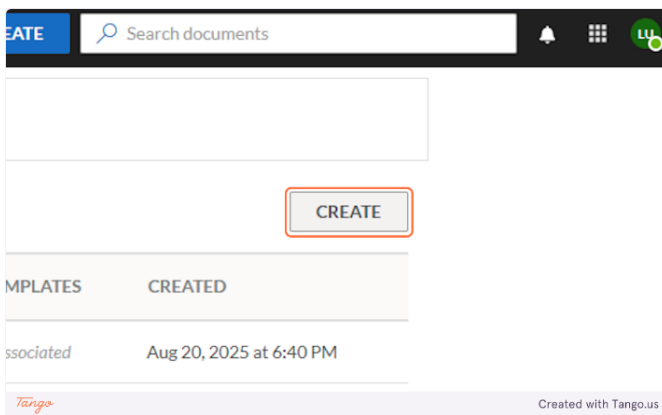 EATE
Search documents
LU
CREATE
MPLATES CREATED
ssociated Aug 20, 2025 at 6:40 PM
Tango Created with Tango.us